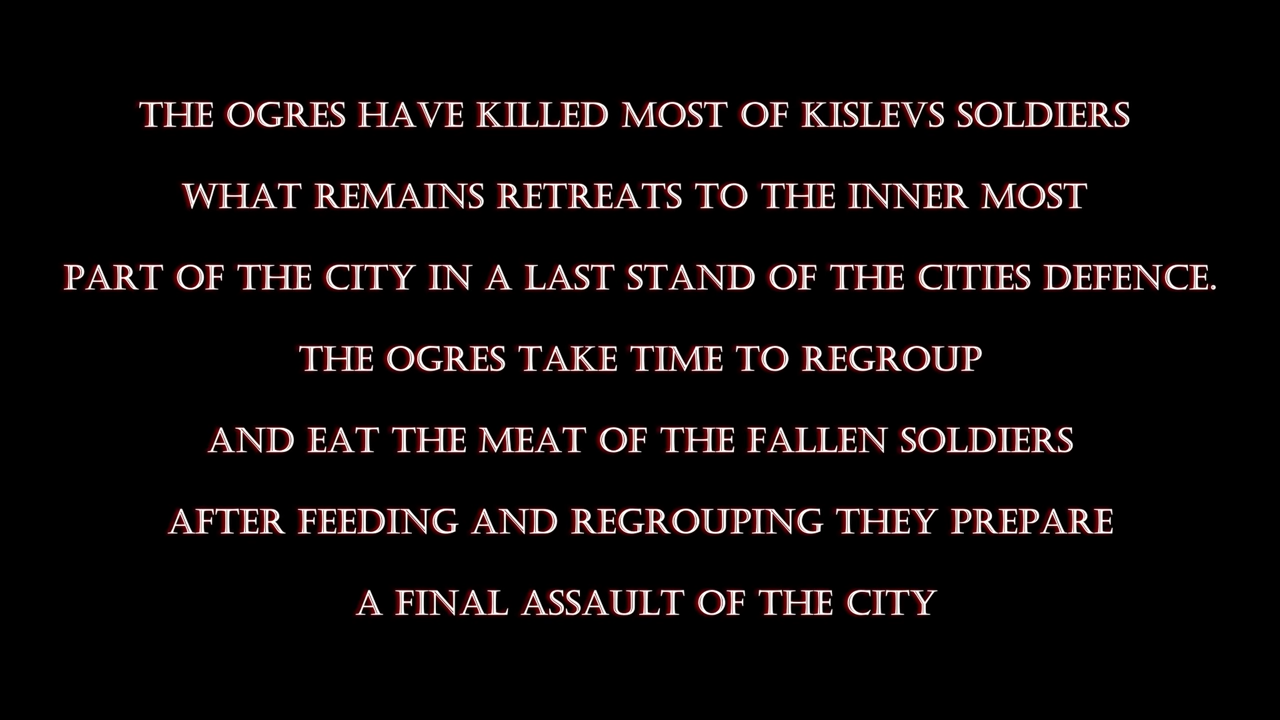 THE OGRES HAVE KILLED MOST OF KISLEVS SOLDIERS
WHAT REMAINS RETREATS TO THE INNER MOST
PART OF THE CITY IN A LAST STAND OF THE CITIES DEFENCE.
THE OGRES TAKE TIME TO REGROUP
AND EAT THE MEAT OF THE FALLEN SOLDIERS
AFTER FEEDING AND REGROUPING THEY PREPARE
A FINAL ASSAULT OF THE CITY